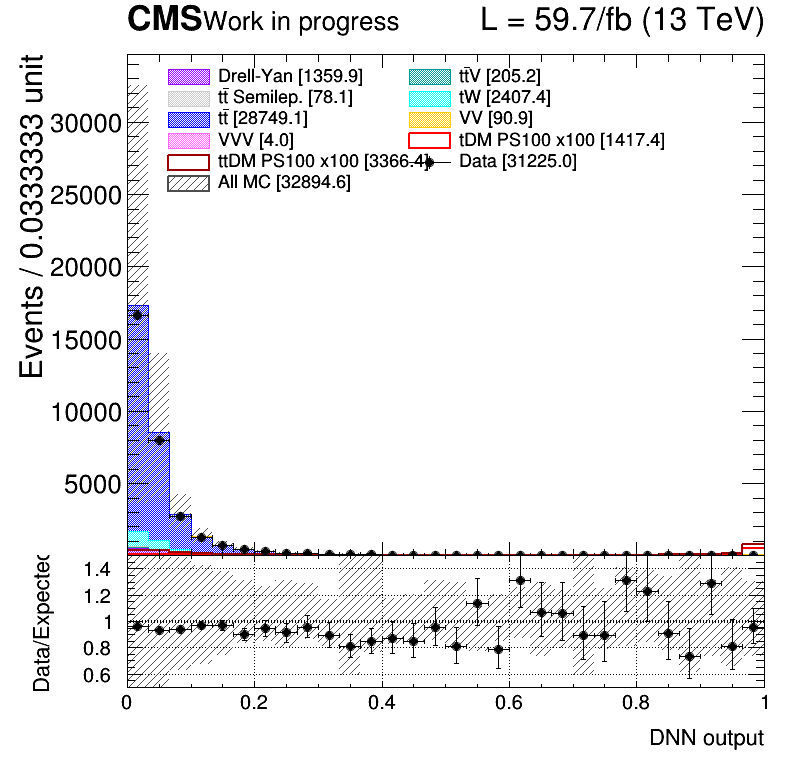 CMS Work in progress L = 59.7/fb (13 TeV)
Events / 0.0333333 unit
Drell-Yan [1359.9] tt̄V [205.2]
tt̄ Semilep. [78.1] tW [2407.4]
tt̄ [28749.1] VV [90.9]
VVV [4.0] tDM PS100 x100 [1417.4]
ttDM PS100 x100 [3366.4] Data [31225.0]
All MC [32894.6]
30000
25000
20000
15000
10000
5000
Data/Expected
1.4
1.2
1
0.8
0.6
0 0.2 0.4 0.6 0.8 1
DNN output